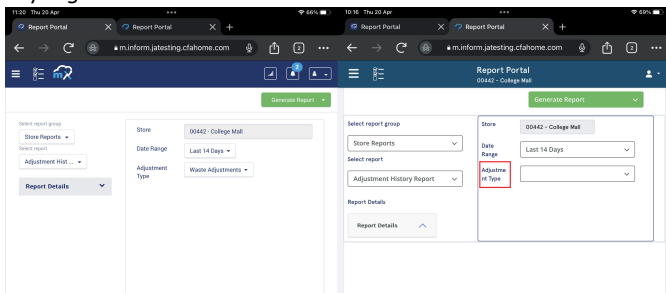 11:20 Thu 20 Apr
66%
Report Portal
Report Portal
m.inform.jatesting.cfahome.com
2
mX
2
Generate Report
Select report group
Store Reports
Select report
Adjustment Hist ...
Report Details
Store
00442 - College Mall
Date Range
Last 14 Days
Adjustment
Type
Waste Adjustments
10:16 Thu 20 Apr
69%
Report Portal
Report Portal
m.inform.jatesting.cfahome.com
2
Report Portal
00442 - College Mall
Generate Report
Select report group
Store Reports
Select report
Adjustment History Report
Report Details
Report Details
Store
00442 - College Mall
Date
Range
Last 14 Days
Adjustme
nt Type